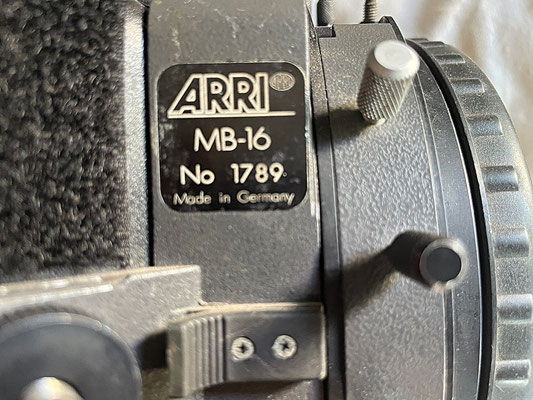 ARRI
MB-16
No 1789
Made in Germany